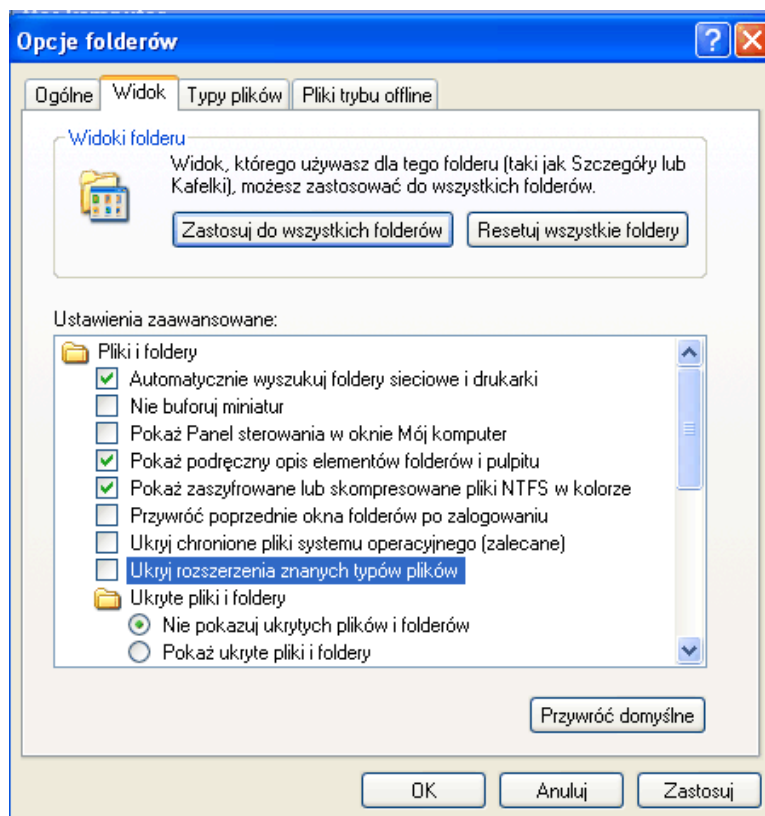 Opcje folderów
Ogólne
Widok
Typy plików
Pliki trybu offline
Widoki folderu
Widok, którego używasz dla tego folderu (taki jak Szczegóły lub
Kafelki), możesz zastosować do wszystkich folderów.
Zastosuj do wszystkich folderów
Resetuj wszystkie foldery
Ustawienia zaawansowane:
Pliki i foldery
Automatycznie wyszukuj foldery sieciowe i drukarki
Nie buforuj miniatur
Pokaż Panel sterowania w oknie Mój komputer
Pokaż podręczny opis elementów folderów i pulpitu
Pokaż zaszyfrowane lub skompresowane pliki NTFS w kolorze
Przywróć poprzednie okna folderów po zalogowaniu
Ukryj chronione pliki systemu operacyjnego (zalecane)
Ukryj rozszerzenia znanych typów plików
Ukryte pliki i foldery
Nie pokazuj ukrytych plików i folderów
Pokaż ukryte pliki i foldery
Przywróć domyślne
OK
Anuluj
Zastosuj